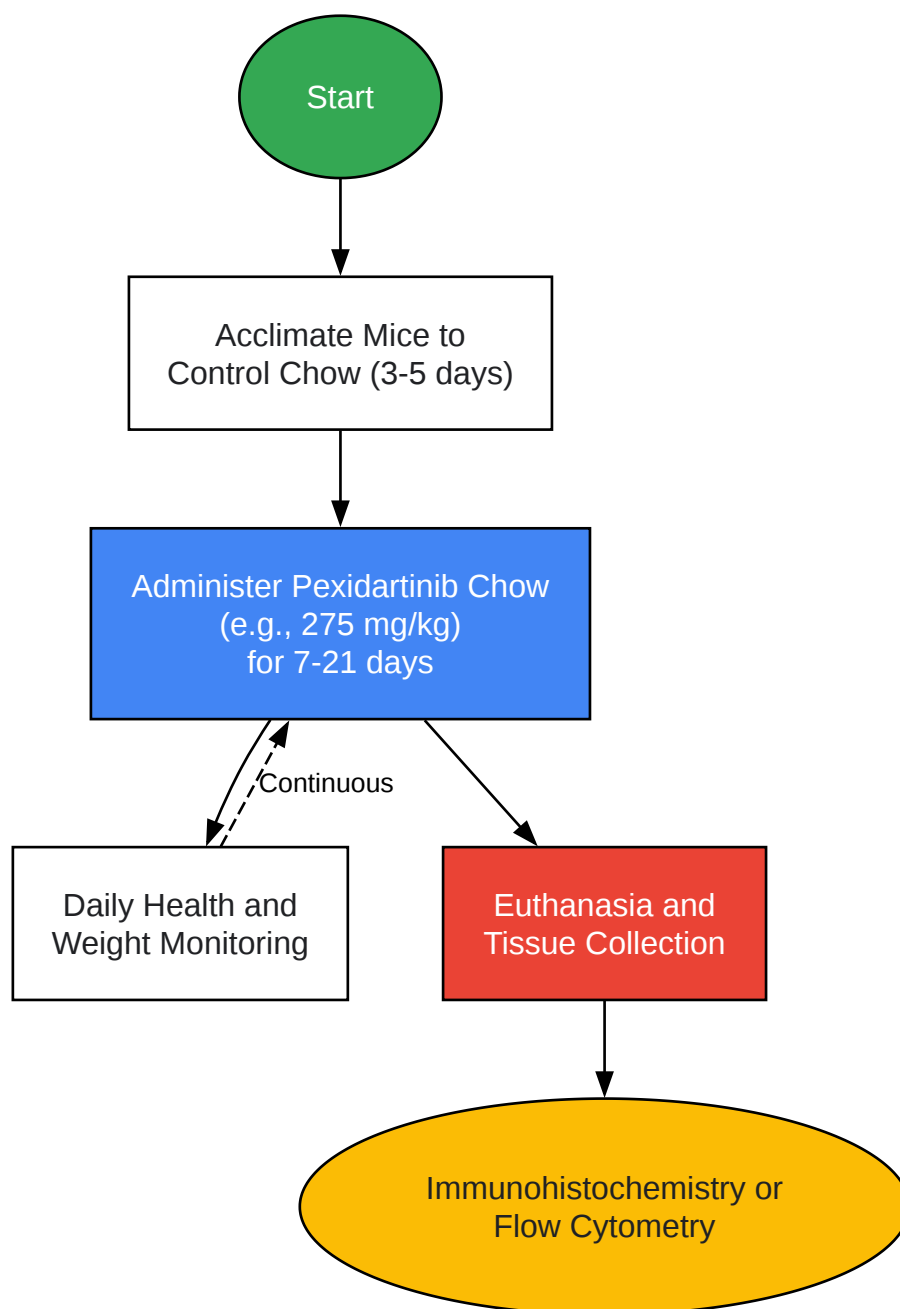 Start
Acclimate Mice to
Control Chow (3-5 days)
Administer Pexidartinib Chow
(e.g., 275 mg/kg)
for 7-21 days
Continuous
Daily Health and
Weight Monitoring
Euthanasia and
Tissue Collection
Immunohistochemistry or
Flow Cytometry